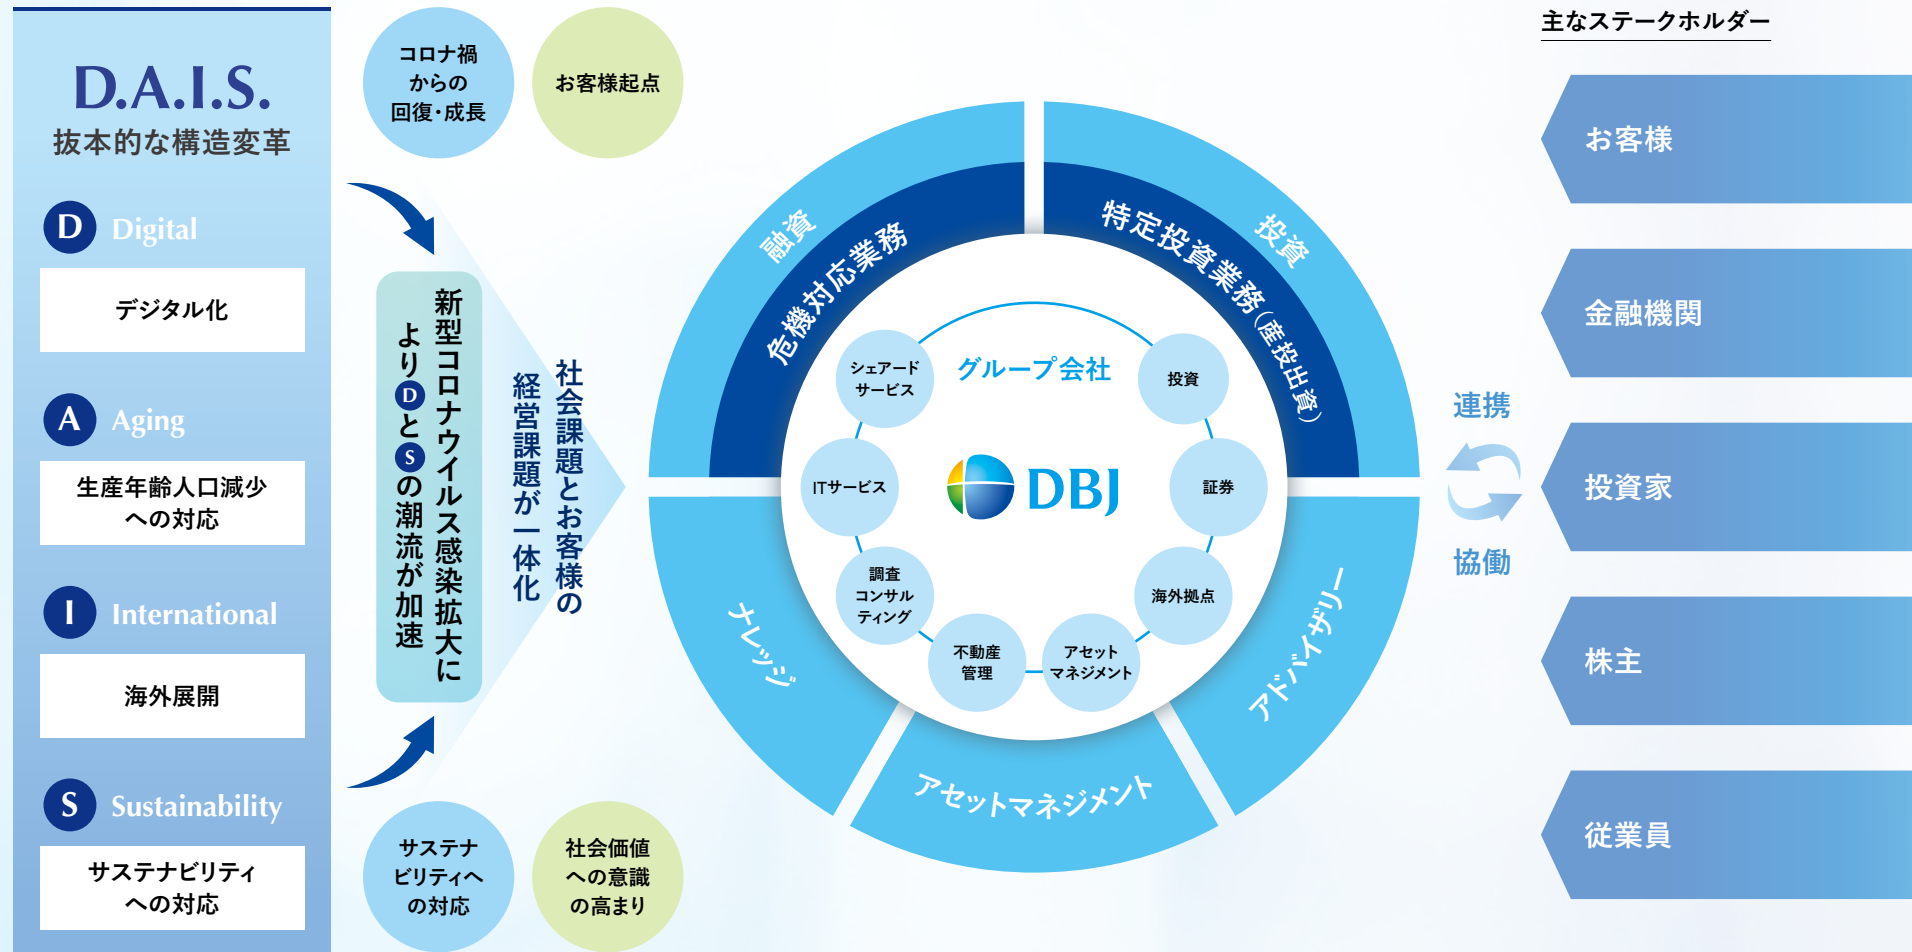 D.A.I.S.
抜本的な構造変革
D Digital
デジタル化
A Aging
生産年齢人口減少
への対応
I International
海外展開
S Sustainability
サステナビリティ
への対応
コロナ禍
からの
回復・成長
お客様起点
新型コロナウイルス感染拡大に
よりDとSの潮流が加速
サステナ
ビリティへ
の対応
社会価値
への意識
の高まり
社会課題とお客様の
経営課題が一体化
融資
危機対応業務
投資
特定投資業務（産投出資）
ナレッジ
アセットマネジメント
アドバイザリー
グループ会社
DBJ
シェアード
サービス
ITサービス
調査
コンサル
ティング
不動産
管理
アセット
マネジメント
海外拠点
証券
投資
連携
協働
主なステークホルダー
お客様
金融機関
投資家
株主
従業員